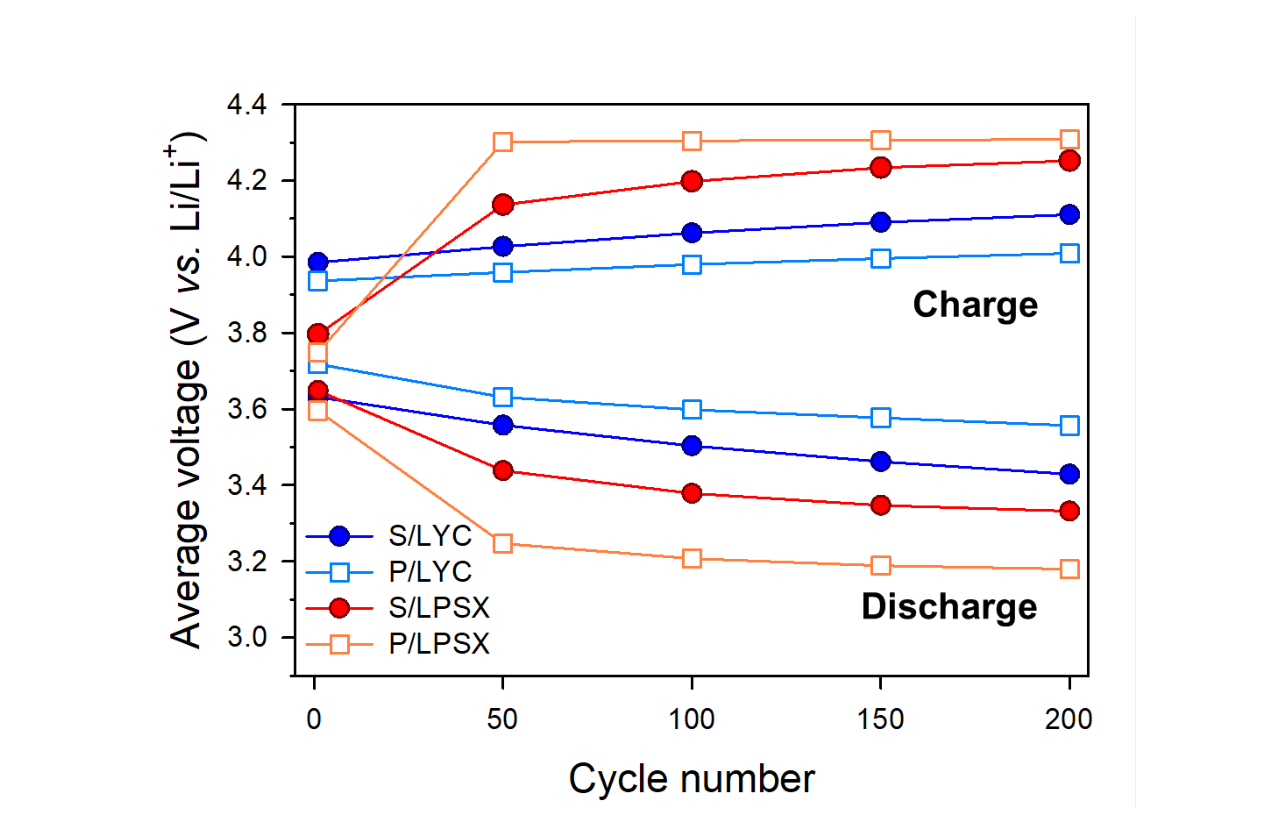 4.4
4.2
4.0
3.8
3.6
3.4
3.2
3.0
Average voltage (V vs. Li/Li⁺)
Charge
Discharge
S/LYC
P/LYC
S/LPSX
P/LPSX
0 50 100 150 200
Cycle number